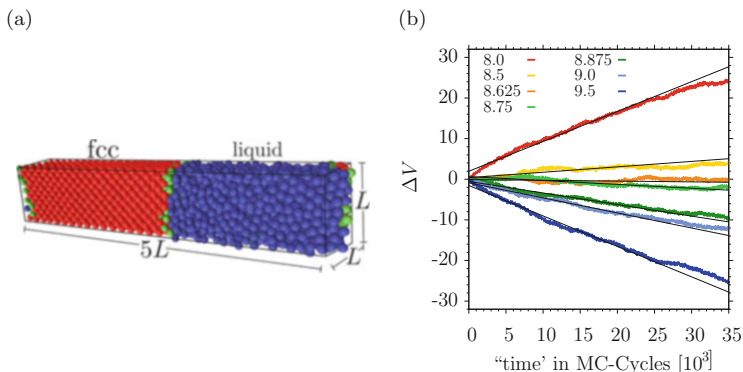 (a)
(b)
fcc
liquid
5L
L
L
ΔV
30
20
10
0
-10
-20
-30
8.0
8.5
8.625
8.75
8.875
9.0
9.5
0 5 10 15 20 25 30 35
“time' in MC-Cycles [10³]